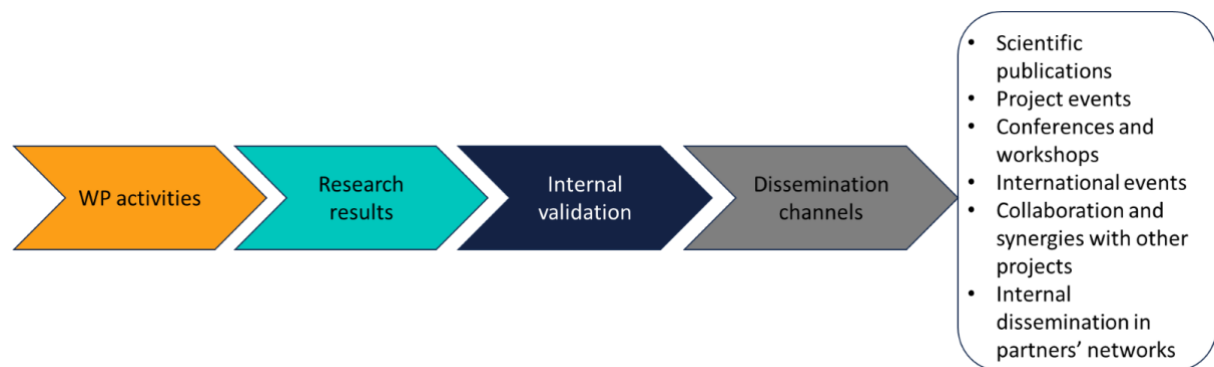 WP activities
Research
results
Internal
validation
Dissemination
channels
• Scientific
publications
• Project events
• Conferences and
workshops
• International events
• Collaboration and
synergies with other
projects
• Internal
dissemination in
partners’ networks